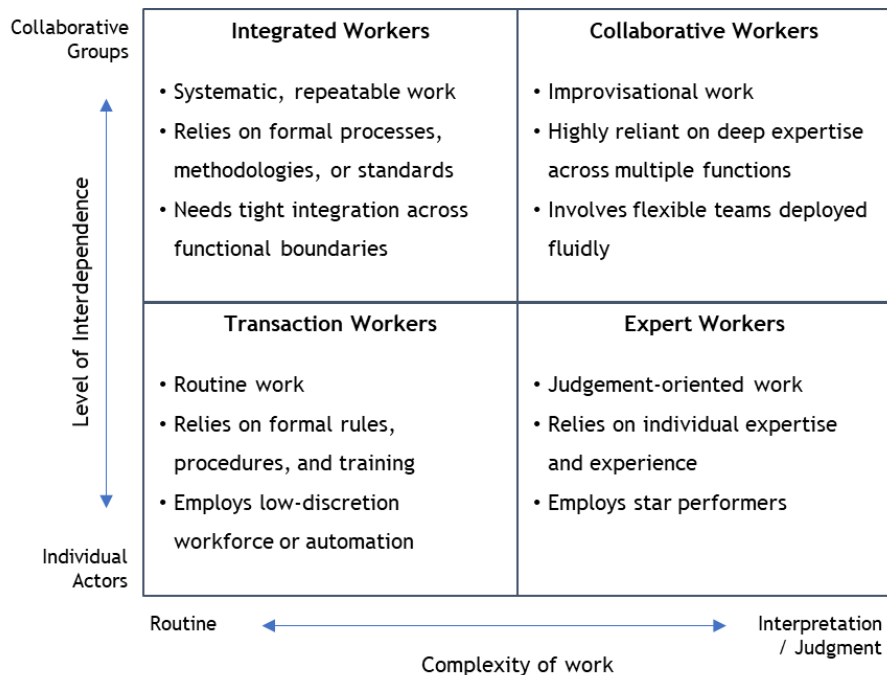 Collaborative
Groups
Integrated Workers
• Systematic, repeatable work
• Relies on formal processes,
methodologies, or standards
• Needs tight integration across
functional boundaries
Collaborative Workers
• Improvisational work
• Highly reliant on deep expertise
across multiple functions
• Involves flexible teams deployed
fluidly
Level of Interdependence
Transaction Workers
• Routine work
• Relies on formal rules,
procedures, and training
• Employs low-discretion
workforce or automation
Expert Workers
• Judgement-oriented work
• Relies on individual expertise
and experience
• Employs star performers
Individual
Actors
Routine
Interpretation
/ Judgment
Complexity of work